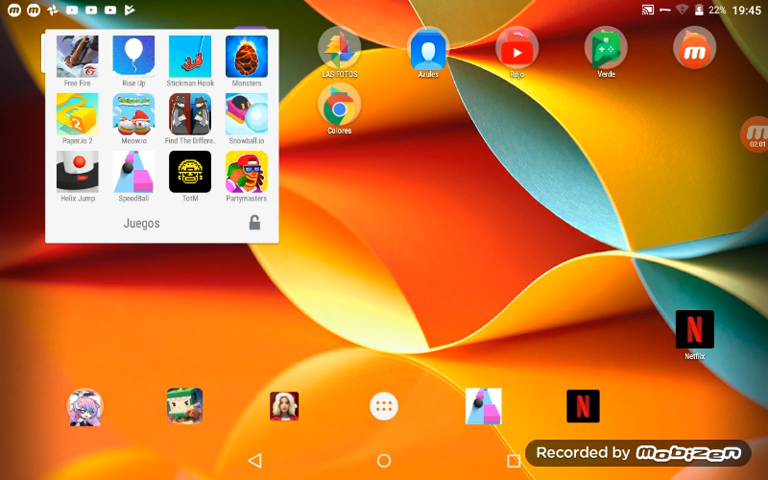 22% 19:45
Free Fire Rise Up Stickman Hook Monsters
LAS FOTOS Azules Rojo Verde
Paper.io 2 Meow.io Find The Differe.. Snowball.io
Colores
02:01
Helix Jump SpeedBall TotM Partymasters
Juegos
Netflix
Recorded by mobizen